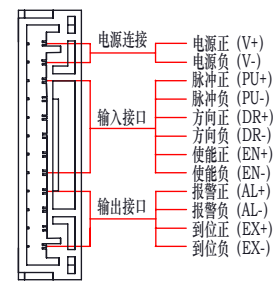 电源连接
电源正 (V+)
电源负 (V-)
输入接口
脉冲正 (PU+)
脉冲负 (PU-)
方向正 (DR+)
方向负 (DR-)
使能正 (EN+)
使能负 (EN-)
输出接口
报警正 (AL+)
报警负 (AL-)
到位正 (EX+)
到位负 (EX-)